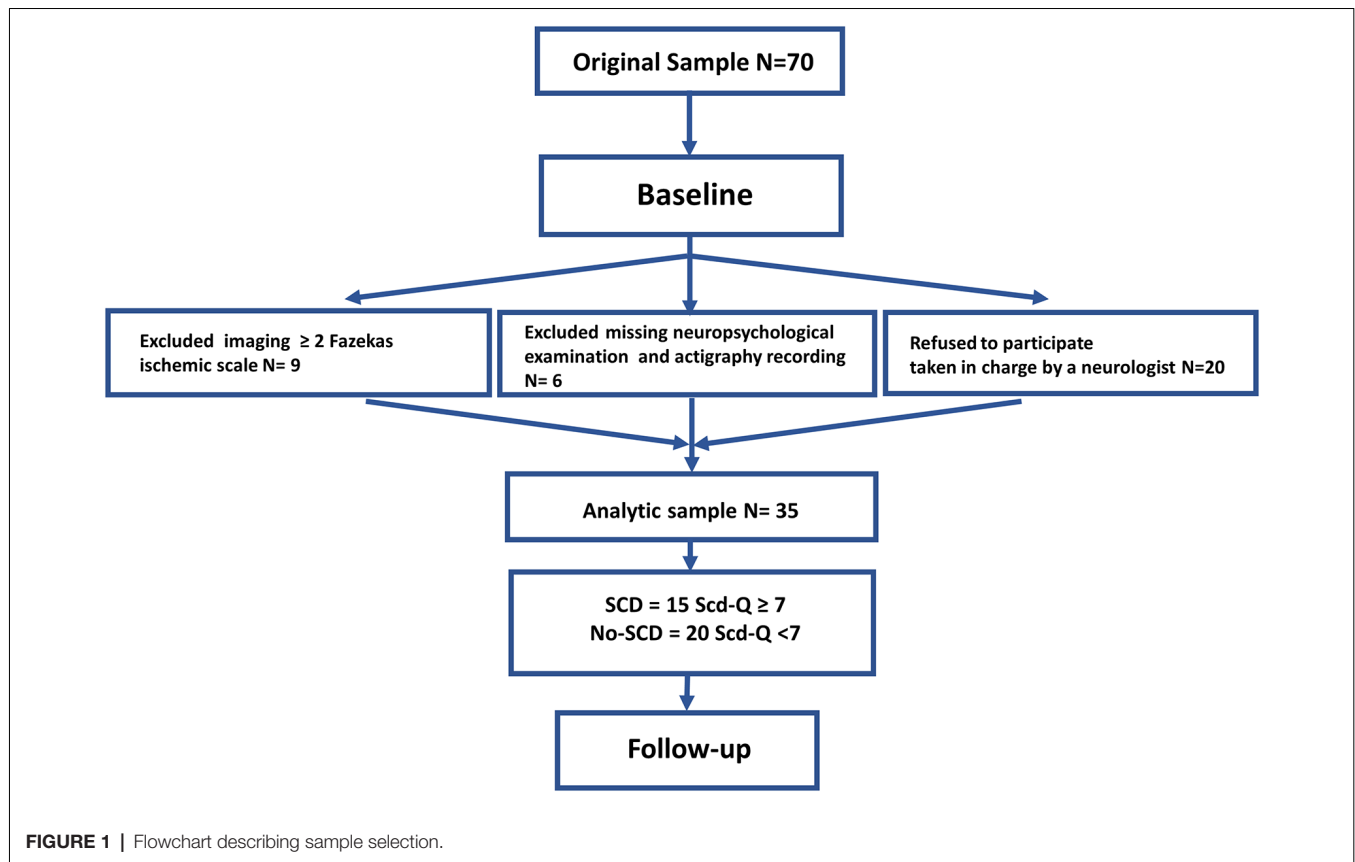 Original Sample N=70
Baseline
Excluded imaging ≥ 2 Fazekas
ischemic scale N= 9
Excluded missing neuropsychological
examination and actigraphy recording
N= 6
Refused to participate
taken in charge by a neurologist N=20
Analytic sample N= 35
SCD = 15 Scd-Q ≥ 7
No-SCD = 20 Scd-Q <7
Follow-up
FIGURE 1 | Flowchart describing sample selection.